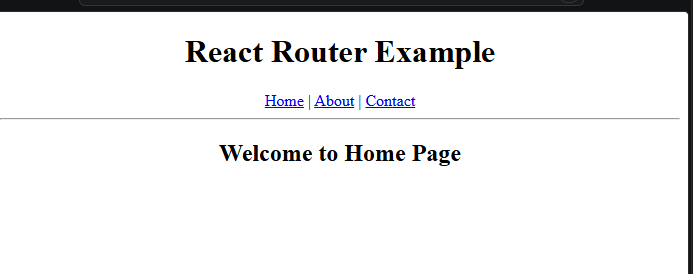 React Router Example
Home | About | Contact
Welcome to Home Page